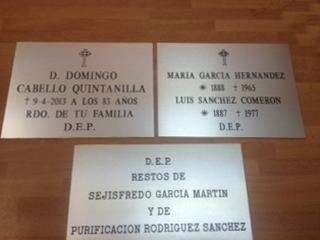 D. DOMINGO
CABELLO QUINTANILLA
† 9-4-2013 A LOS 83 AÑOS
RDO. DE TU FAMILIA
D.E.P.
MARIA GARCIA HERNANDEZ
✳ 1888 † 1965
LUIS SANCHEZ COMERON
✳ 1887 † 1977
D.E.P.
D.E.P.
RESTOS DE
SEJISFREDO GARCIA MARTIN
Y DE
PURIFICACION RODRIGUEZ SANCHEZ